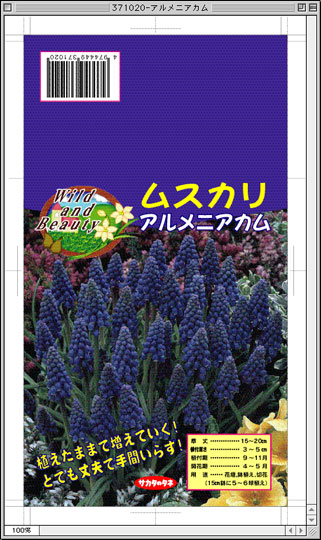 371020-アルメニアカム
4 974449 371020
Wild
and
Beauty
ムスカリ
アルメニアカム
植えたままで増えていく!
とても丈夫で手間いらず!
サカタのタネ
草 丈 …………… 15〜20cm
植付深さ …………… 3〜5cm
植付期 …………… 9〜11月
開花期 …………… 4〜5月
用 途 …… 花壇、鉢植え、切花
(15cm鉢に5〜6球植え)
100%